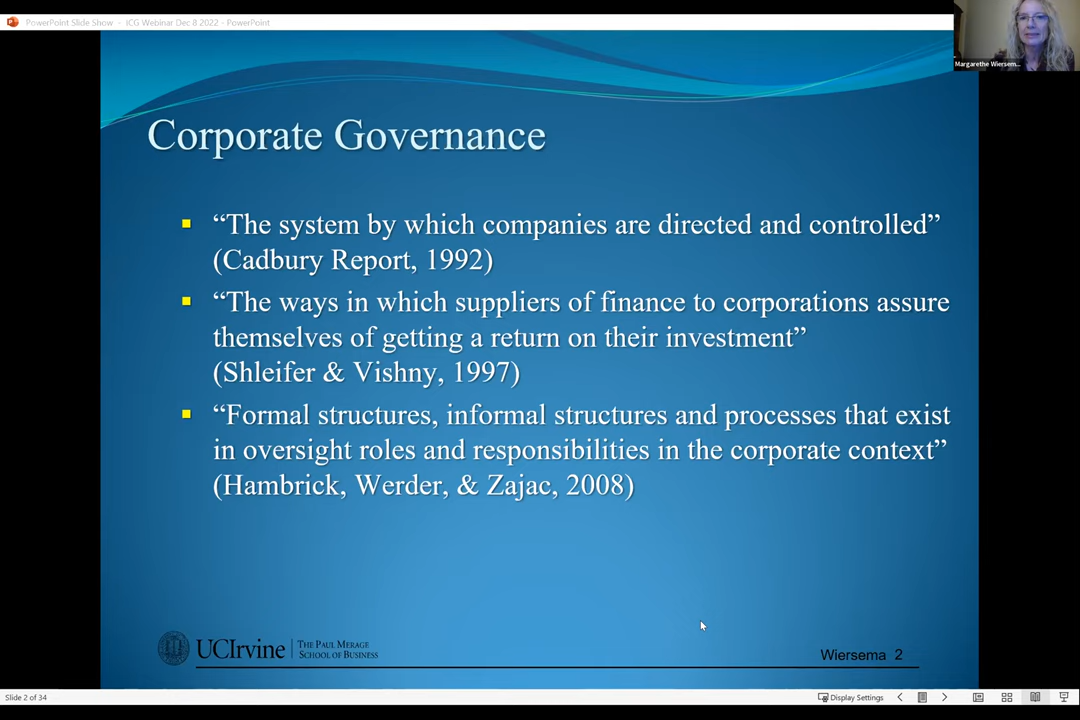 PowerPoint Slide Show - ICG Webinar Dec 8 2022 - PowerPoint
Margarethe Wiersem...
Corporate Governance
“The system by which companies are directed and controlled”
(Cadbury Report, 1992)
“The ways in which suppliers of finance to corporations assure
themselves of getting a return on their investment”
(Shleifer & Vishny, 1997)
“Formal structures, informal structures and processes that exist
in oversight roles and responsibilities in the corporate context”
(Hambrick, Werder, & Zajac, 2008)
UCIrvine
The Paul Merage
School of Business
Wiersema 2
Slide 2 of 34
Display Settings